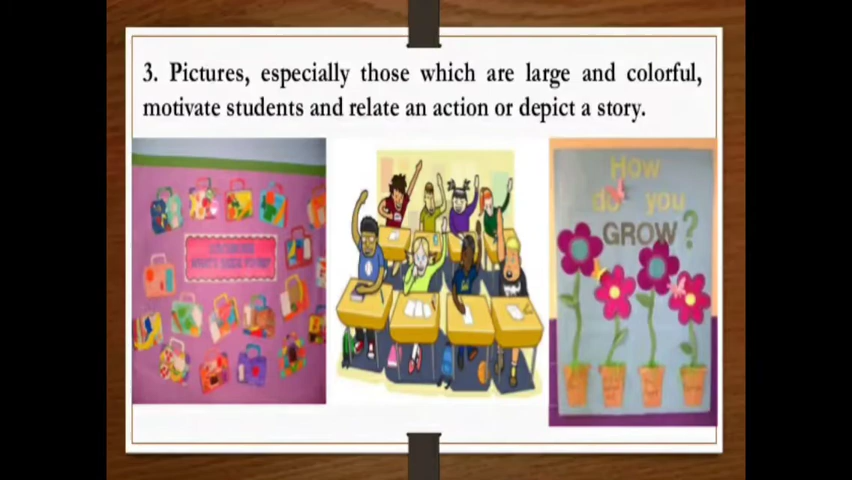 3. Pictures, especially those which are large and colorful,
motivate students and relate an action or depict a story.
How
do you
GROW?